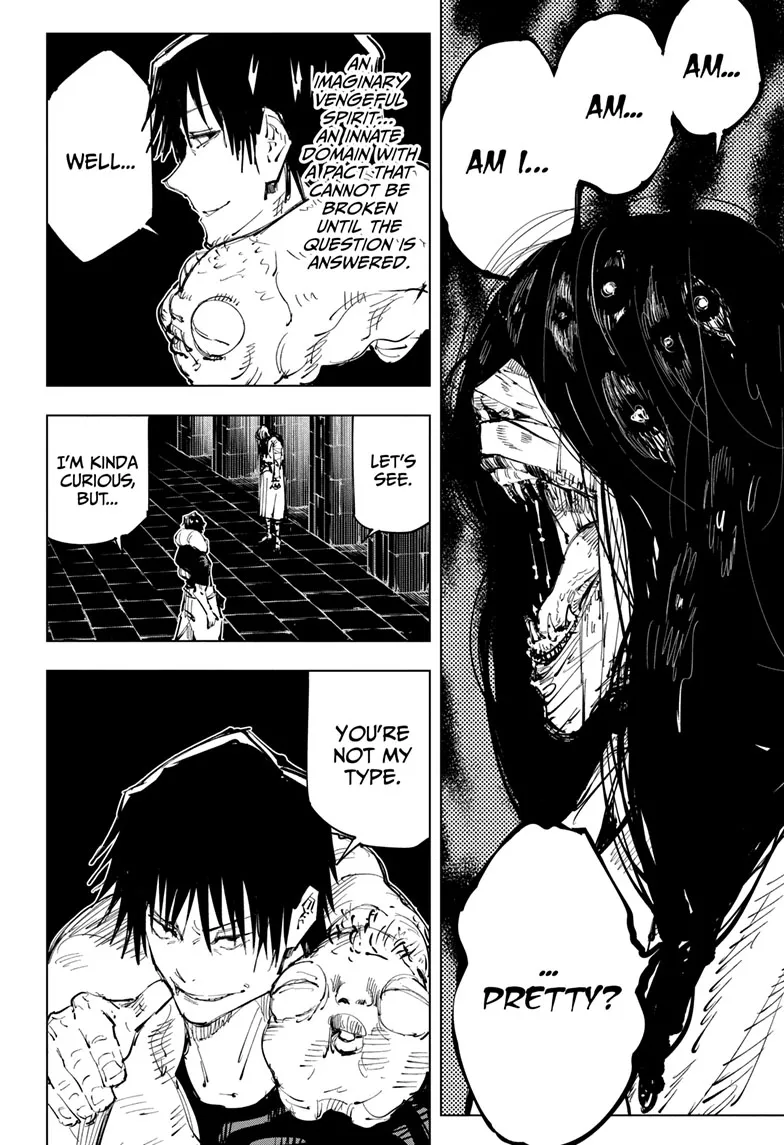 AM...
AM...
AM I...
...
PRETTY?
AN
IMAGINARY
VENGEFUL
SPIRIT...
AN INNATE
DOMAIN WITH
A PACT THAT
CANNOT BE
BROKEN
UNTIL THE
QUESTION IS
ANSWERED.
WELL...
LET'S
SEE.
I'M KINDA
CURIOUS,
BUT...
YOU'RE
NOT MY
TYPE.